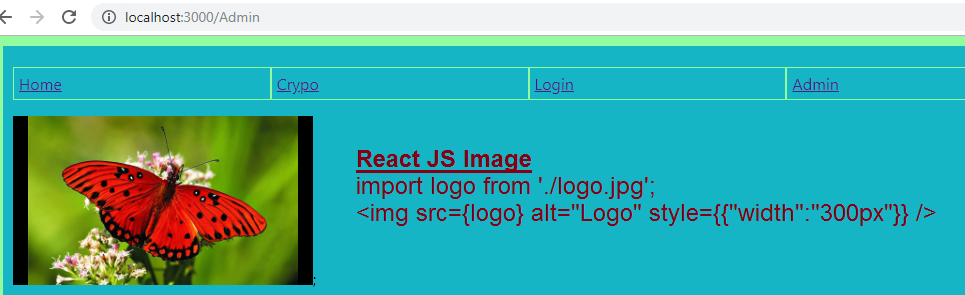 localhost:3000/Admin
Home Crypo Login Admin
React JS Image
import logo from './logo.jpg';
<img src={logo} alt="Logo" style={{"width":"300px"}} />
;